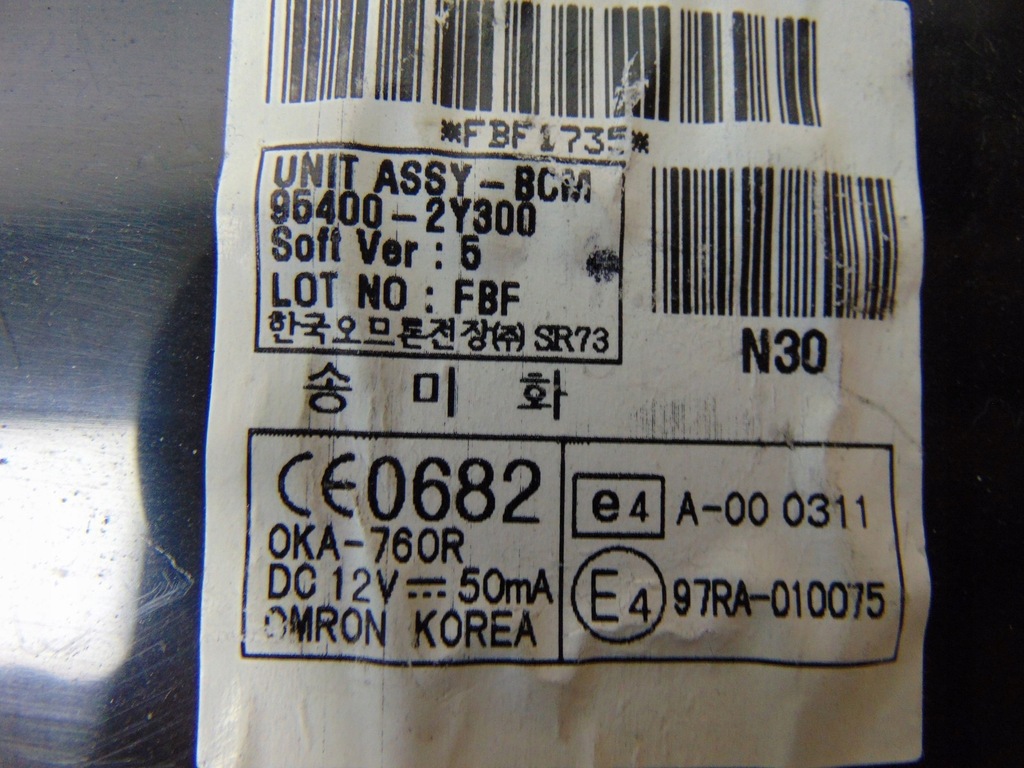 *FBF1735*
UNIT ASSY-BCM
95400-2Y300
Soft Ver : 5
LOT NO : FBF
한국오므론전장(주) SR73
N30
송 미 화
CE0682
OKA-760R
DC 12V ⎓ 50mA
OMRON KOREA
e4 A-00 0311
E4 97RA-010075